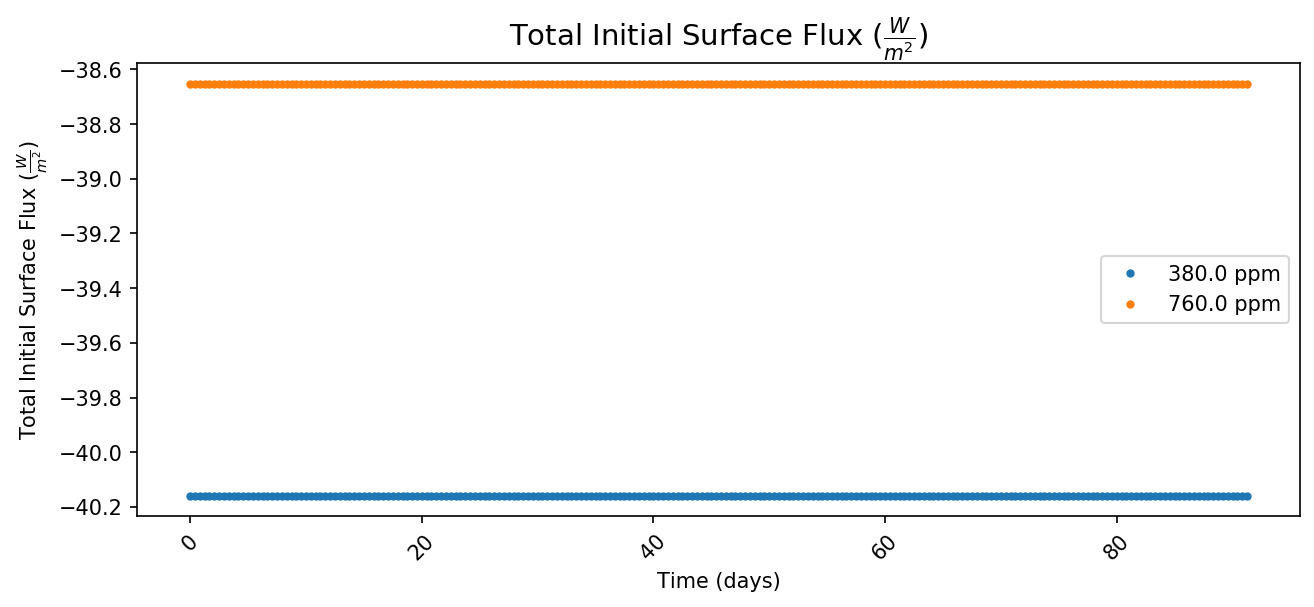 Total Initial Surface Flux (W/m²)
Total Initial Surface Flux (W/m²)
−38.6
−38.8
−39.0
−39.2
−39.4
−39.6
−39.8
−40.0
−40.2
380.0 ppm
760.0 ppm
0
20
40
60
80
Time (days)